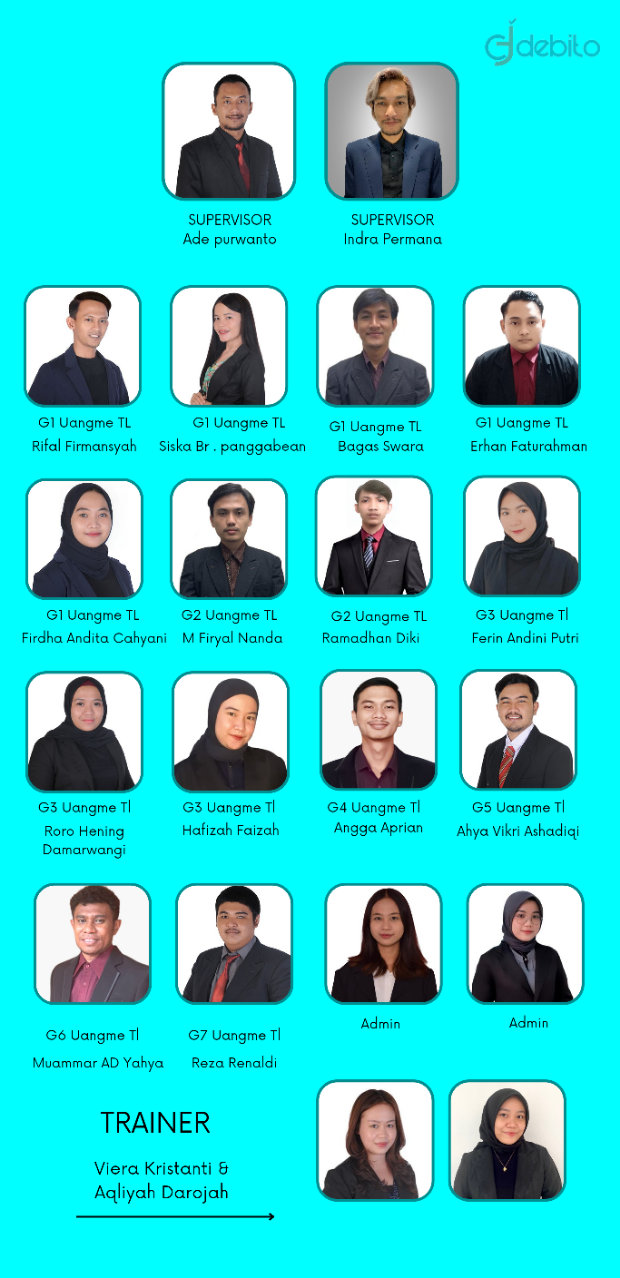 debito
SUPERVISOR
Ade purwanto
SUPERVISOR
Indra Permana
G1 Uangme TL
Rifal Firmansyah
G1 Uangme TL
Siska Br . panggabean
G1 Uangme TL
Bagas Swara
G1 Uangme TL
Erhan Faturahman
G1 Uangme TL
Firdha Andita Cahyani
G2 Uangme TL
M Firyal Nanda
G2 Uangme TL
Ramadhan Diki
G3 Uangme Tl
Ferin Andini Putri
G3 Uangme Tl
Roro Hening
Damarwangi
G3 Uangme Tl
Hafizah Faizah
G4 Uangme Tl
Angga Aprian
G5 Uangme Tl
Ahya Vikri Ashadiqi
G6 Uangme Tl
Muammar AD Yahya
G7 Uangme Tl
Reza Renaldi
Admin
Admin
TRAINER
Viera Kristanti &
Aqliyah Darojah